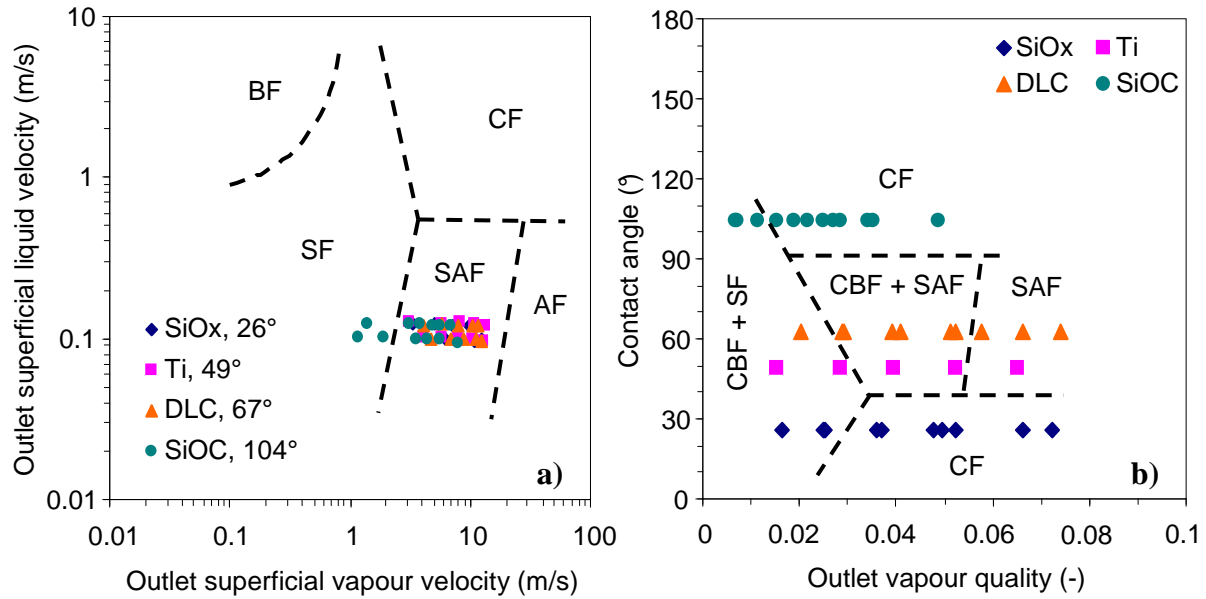 Outlet superficial liquid velocity (m/s)
10
1
0.1
0.01
BF
CF
SF
SAF
AF
SiOx, 26°
Ti, 49°
DLC, 67°
SiOC, 104°
a)
0.01
0.1
1
10
100
Outlet superficial vapour velocity (m/s)
Contact angle (°)
180
150
120
90
60
30
0
SiOx
Ti
DLC
SiOC
CF
CBF + SAF
SAF
CBF + SF
CF
b)
0
0.02
0.04
0.06
0.08
0.1
Outlet vapour quality (-)